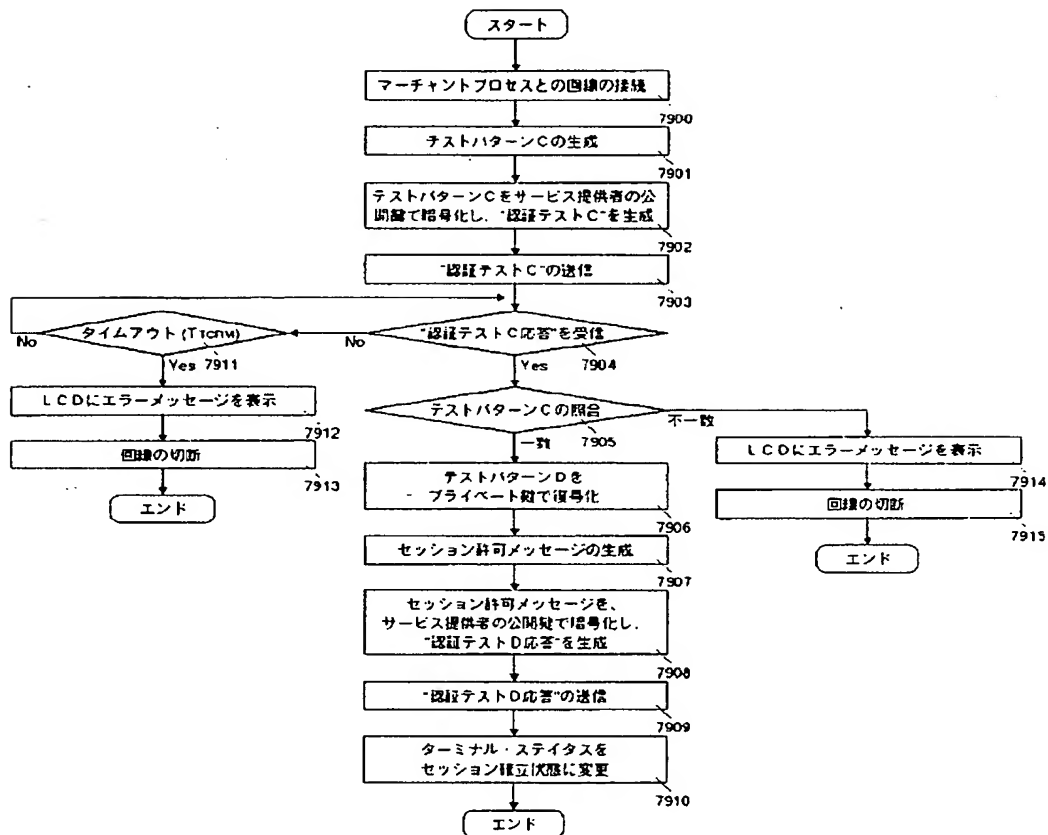 スタート
マーチャントプロセスとの回線の接続
7900
テストパターンCの生成
7901
テストパターンCをサービス提供者の公
開鍵で暗号化し、"認証テストC"を生成
7902
"認証テストC"の送信
7903
"認証テストC応答"を受信
7904
No
Yes
タイムアウト
7911
No
Yes
LCDにエラーメッセージを表示
7912
回線の切断
7913
エンド
テストパターンCの照合
7905
一致
不一致
LCDにエラーメッセージを表示
7914
回線の切断
7915
エンド
テストパターンDを
プライベート鍵で復号化
7906
セッション許可メッセージの生成
7907
セッション許可メッセージを、
サービス提供者の公開鍵で暗号化し、
"認証テストD応答"を生成
7908
"認証テストD応答"の送信
7909
ターミナル・ステイタスを
セッション確立状態に変更
7910
エンド